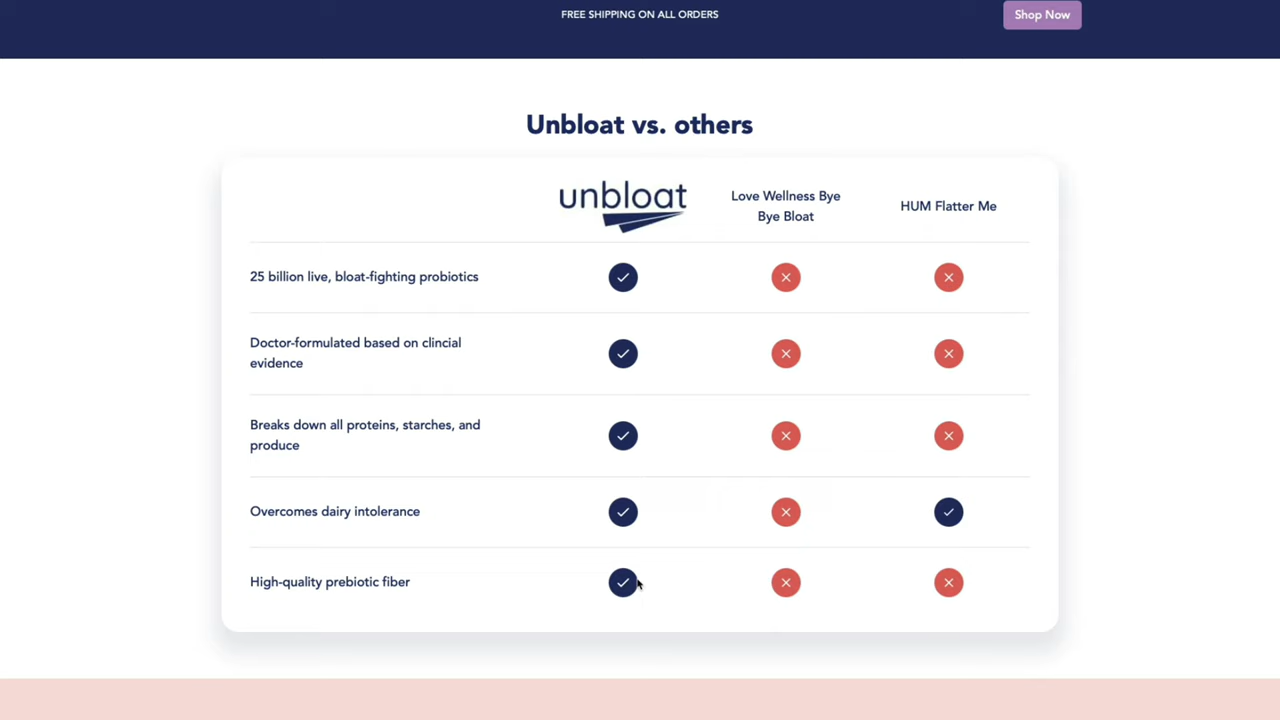 FREE SHIPPING ON ALL ORDERS
Shop Now
Unbloat vs. others
unbloat
Love Wellness Bye
Bye Bloat
HUM Flatter Me
25 billion live, bloat-fighting probiotics
Doctor-formulated based on clincial
evidence
Breaks down all proteins, starches, and
produce
Overcomes dairy intolerance
High-quality prebiotic fiber